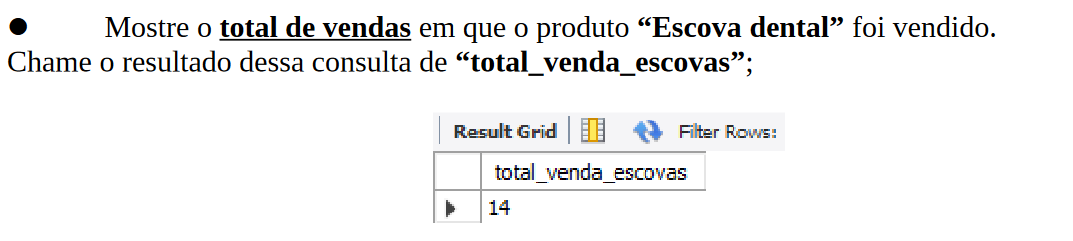 ● Mostre o total de vendas em que o produto “Escova dental” foi vendido.
Chame o resultado dessa consulta de “total_venda_escovas”;
Result Grid Filter Rows:
total_venda_escovas
14